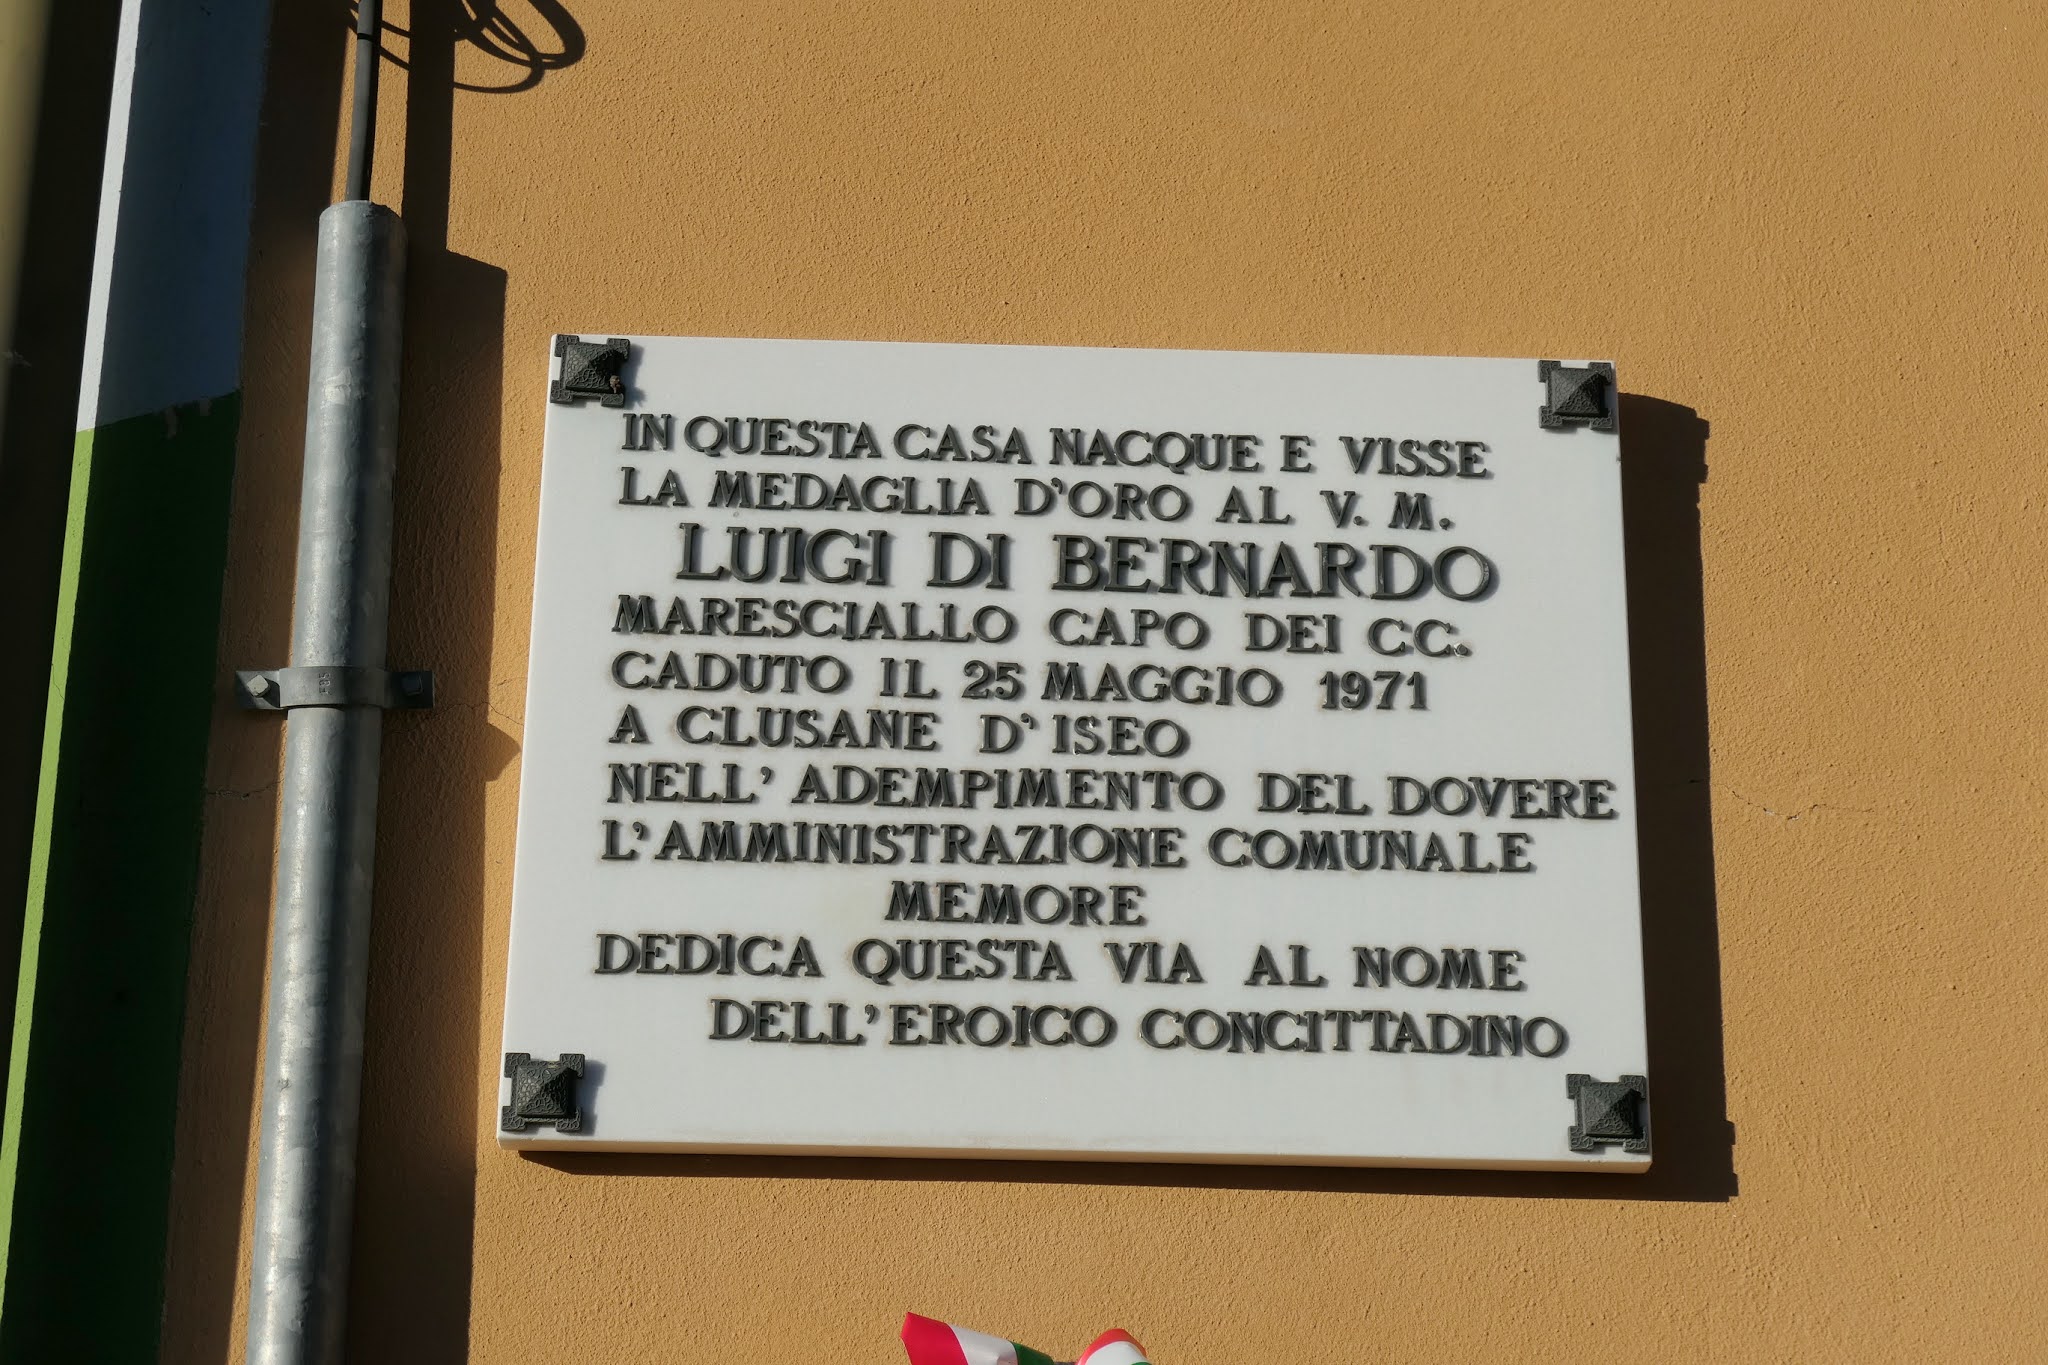 IN QUESTA CASA NACQUE E VISSE
LA MEDAGLIA D'ORO AL V. M.
LUIGI DI BERNARDO
MARESCIALLO CAPO DEI CC.
CADUTO IL 25 MAGGIO 1971
A CLUSANE D'ISEO
NELL'ADEMPIMENTO DEL DOVERE
L'AMMINISTRAZIONE COMUNALE
MEMORE
DEDICA QUESTA VIA AL NOME
DELL'EROICO CONCITTADINO